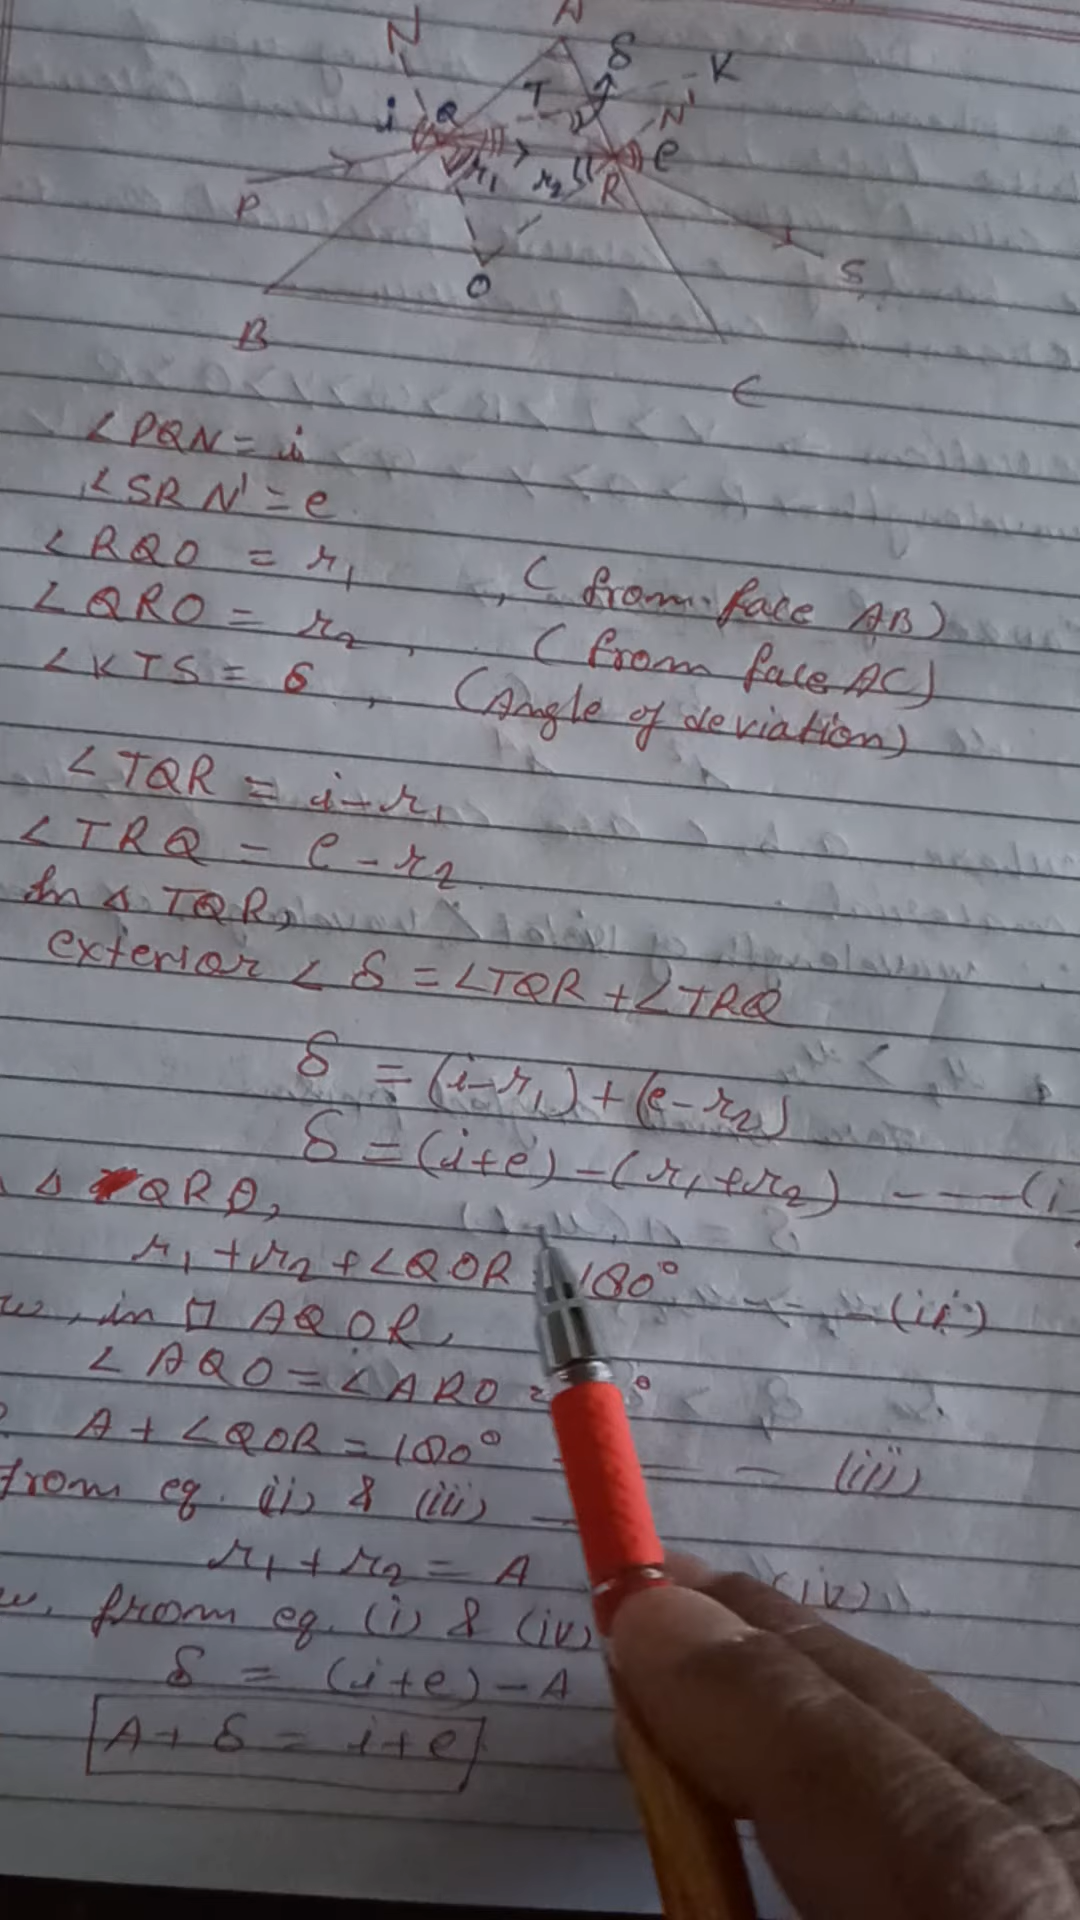 N
A
δ
K
T
N'
i
Q
e
r₁
r₂
R
P
S
O
B
C
∠PQN = i
∠SRN' = e
∠RQO = r₁ , (from face AB)
∠QRO = r₂ , (from face AC)
∠KTS = δ , (Angle of deviation)
∠TQR = i-r₁
∠TRQ = e-r₂
In Δ TQR,
exterior ∠δ = ∠TQR + ∠TRQ
δ = (i-r₁) + (e-r₂)
δ = (i+e) - (r₁+r₂) ---- (i
Δ QRO,
r₁ + r₂ + ∠QOR 180° (ii)
w, in □ AQOR,
∠AQO = ∠ARO = °
A + ∠QOR = 180° (iii)
from eq. (ii) & (iii) —
r₁ + r₂ = A (iv)
w, from eq. (i) & (iv)
δ = (i+e) - A
A + δ = i+e